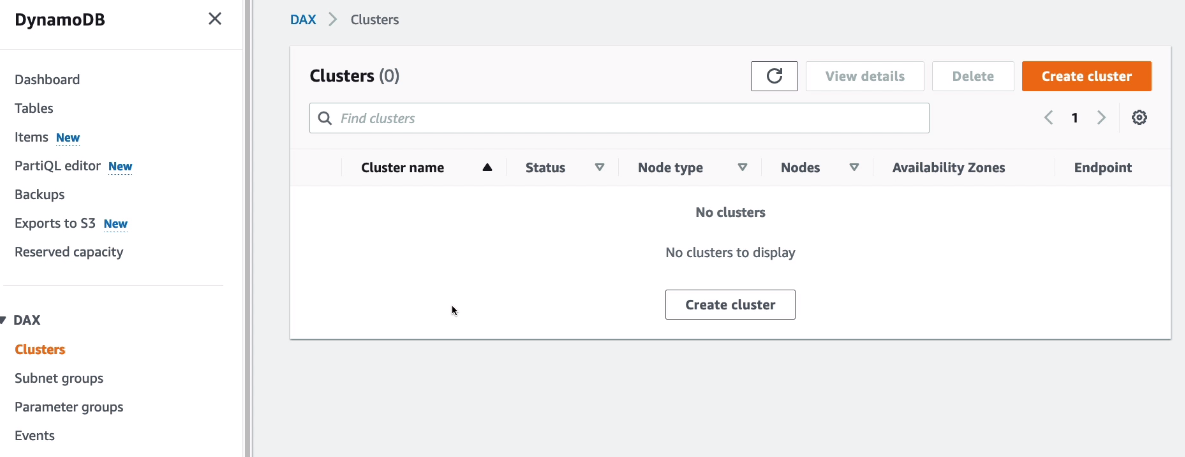 DynamoDB
Dashboard
Tables
Items New
PartiQL editor New
Backups
Exports to S3 New
Reserved capacity
DAX
Clusters
Subnet groups
Parameter groups
Events
DAX Clusters
Clusters (0)
View details
Delete
Create cluster
Find clusters
1
Cluster name Status Node type Nodes Availability Zones Endpoint
No clusters
No clusters to display
Create cluster